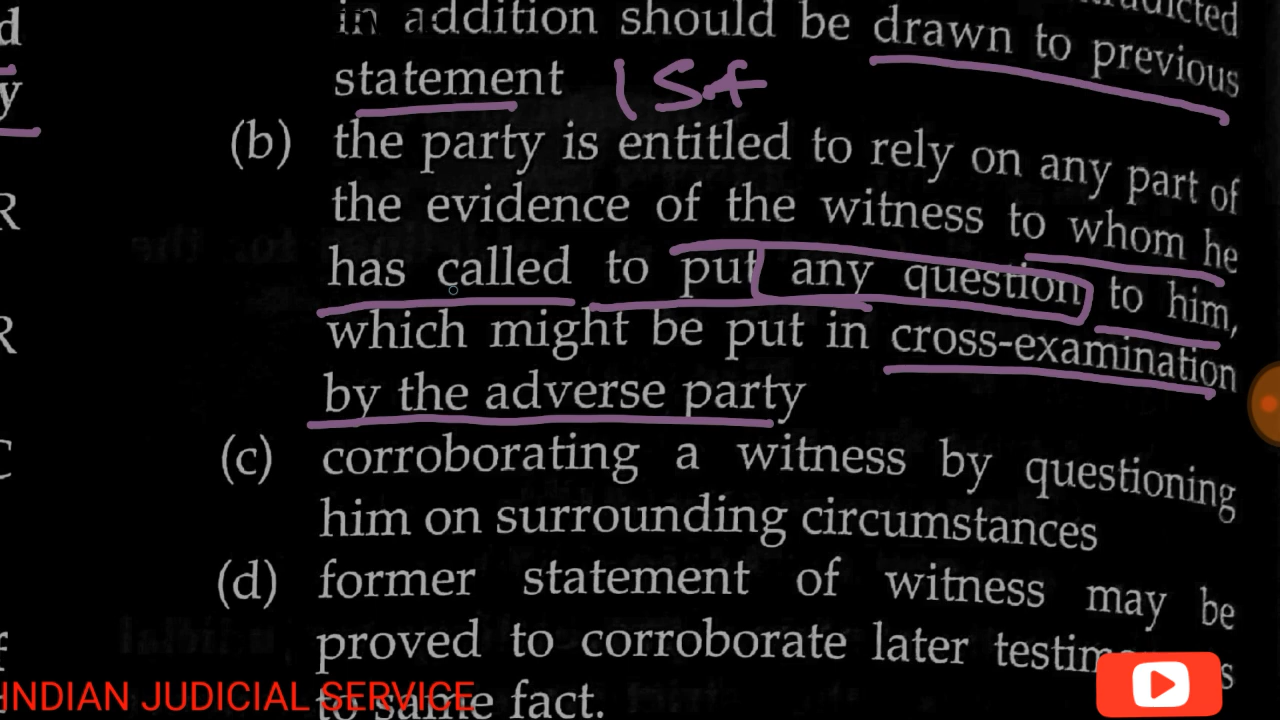 in addition should be drawn to previous
statement
(b) the party is entitled to rely on any part of
the evidence of the witness to whom he
has called to put any question to him,
which might be put in cross-examination
by the adverse party
(c) corroborating a witness by questioning
him on surrounding circumstances
(d) former statement of witness may be
proved to corroborate later
to same fact.
INDIAN JUDICIAL SERVICE